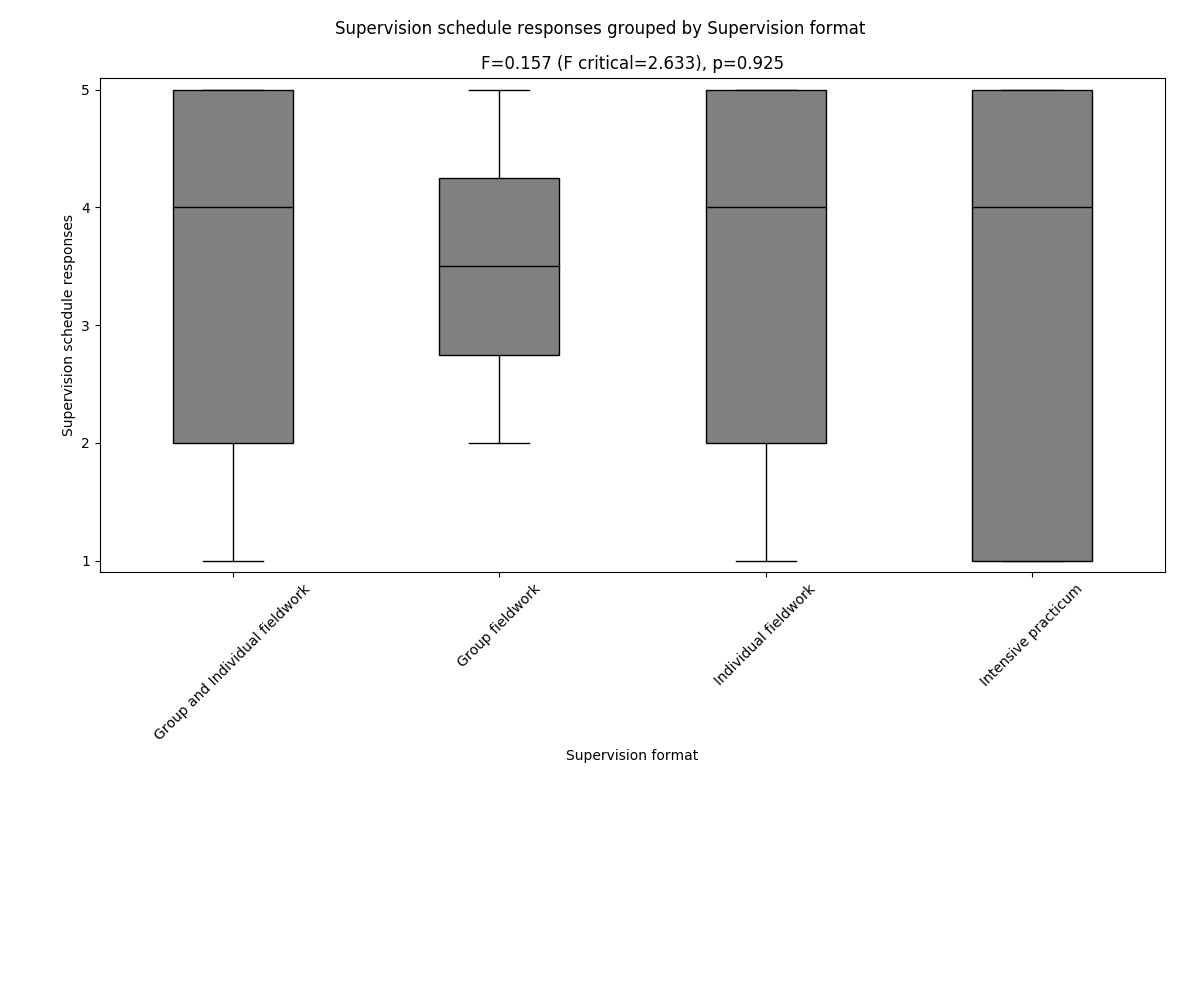 Supervision schedule responses grouped by Supervision format
F=0.157 (F critical=2.633), p=0.925
Supervision schedule responses
5
4
3
2
1
Group and Individual fieldwork
Group fieldwork
Individual fieldwork
Intensive practicum
Supervision format